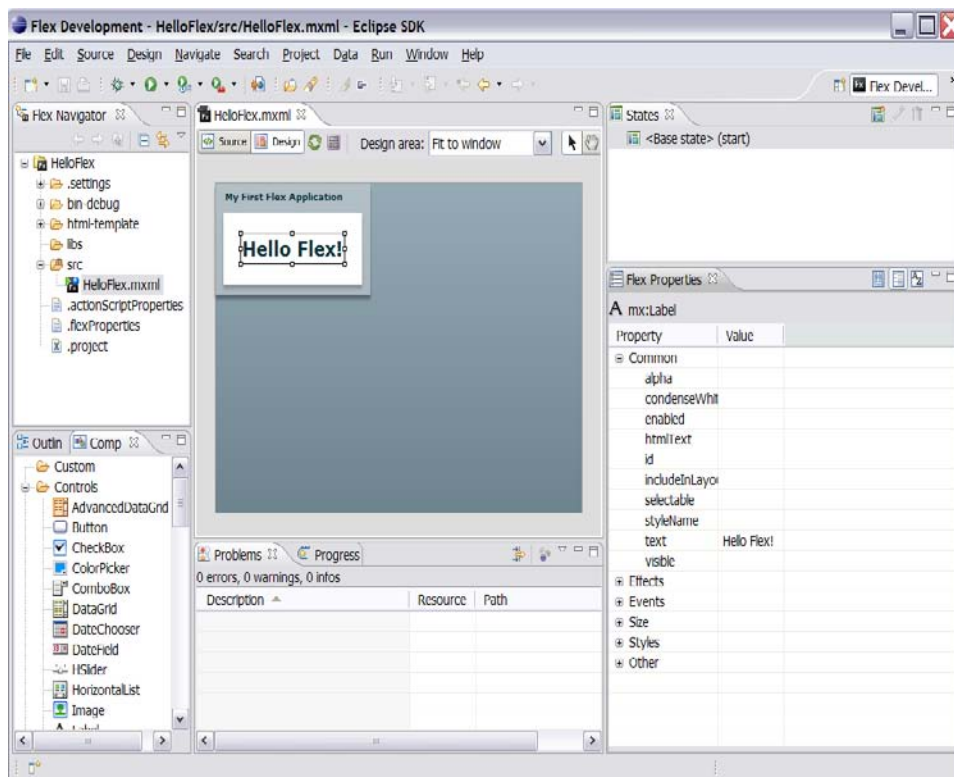 Flex Development - HelloFlex/src/HelloFlex.mxml - Eclipse SDK
File Edit Source Design Navigate Search Project Data Run Window Help
Flex Devel...
Flex Navigator
HelloFlex
.settings
bin-debug
html-template
libs
src
HelloFlex.mxml
.actionScriptProperties
.flexProperties
.project
Outlin
Comp
Custom
Controls
AdvancedDataGrid
Button
CheckBox
ColorPicker
ComboBox
DataGrid
DateChooser
DateField
HSlider
HorizontalList
Image
Label
HelloFlex.mxml
Source Design Design area: Fit to window
My First Flex Application
Hello Flex!
Problems Progress
0 errors, 0 warnings, 0 infos
Description Resource Path
States
<Base state> (start)
Flex Properties
mx:Label
Property Value
Common
alpha
condenseWhit
enabled
htmlText
id
includeInLayou
selectable
styleName
text Hello Flex!
visible
Effects
Events
Size
Styles
Other